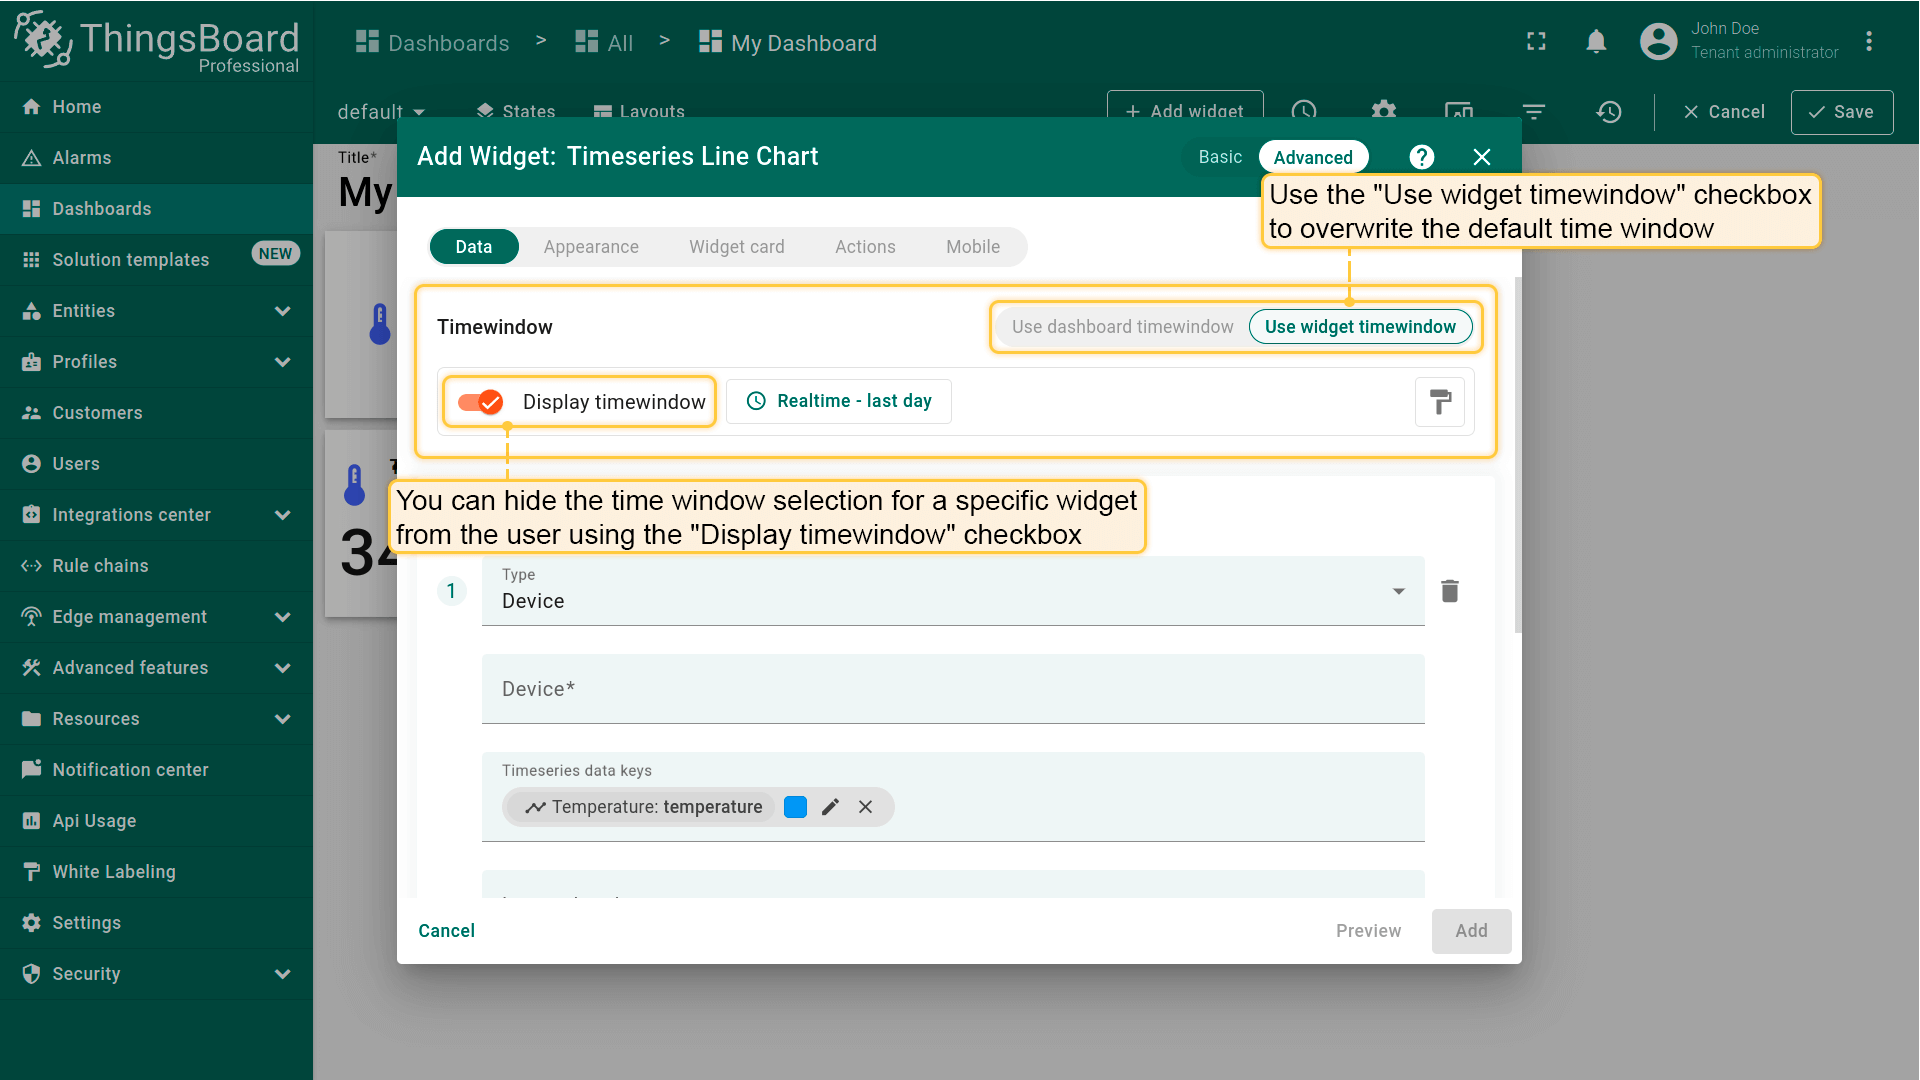 ThingsBoard
Professional
Dashboards > All > My Dashboard
John Doe
Tenant administrator
Home
Alarms
Dashboards
Solution templates NEW
Entities
Profiles
Customers
Users
Integrations center
Rule chains
Edge management
Advanced features
Resources
Notification center
Api Usage
White Labeling
Settings
Security
default States Layouts + Add widget Cancel Save
Title*
My
34
Add Widget: Timeseries Line Chart
Basic Advanced
Use the "Use widget timewindow" checkbox
to overwrite the default time window
Data Appearance Widget card Actions Mobile
Timewindow
Use dashboard timewindow Use widget timewindow
Display timewindow Realtime - last day
You can hide the time window selection for a specific widget
from the user using the "Display timewindow" checkbox
1
Type
Device
Device*
Timeseries data keys
Temperature: temperature
Cancel Preview Add